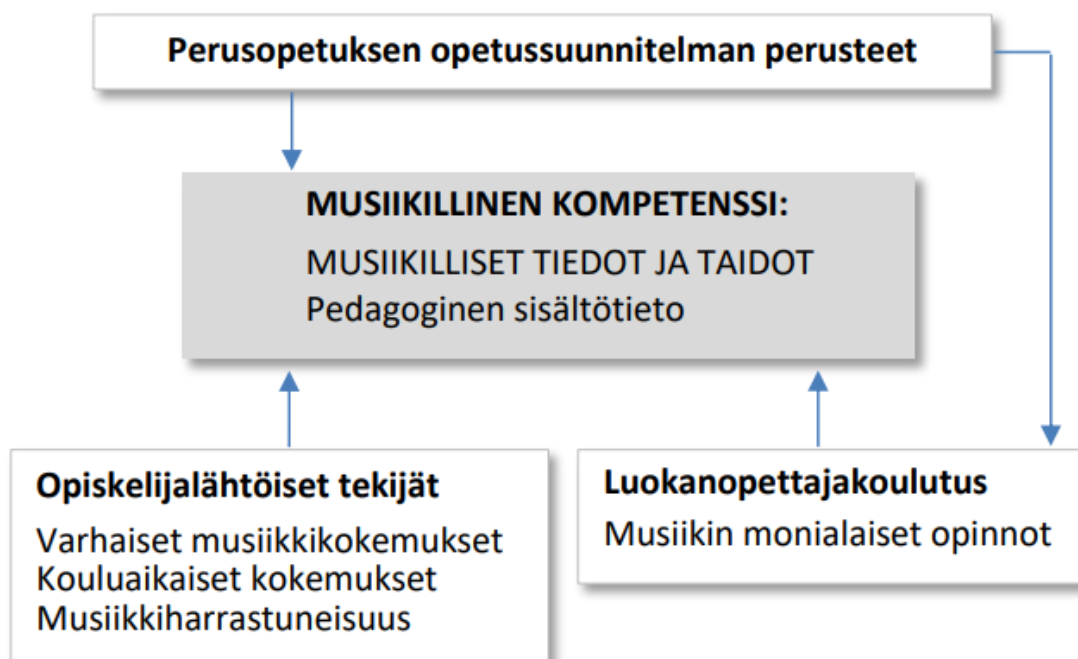 Perusopetuksen opetussuunnitelman perusteet
MUSIIKILLINEN KOMPETENSSI:
MUSIIKILLISET TIEDOT JA TAIDOT
Pedagoginen sisältötieto
Opiskelijalähtöiset tekijät
Varhaiset musiikkikokemukset
Kouluaikaiset kokemukset
Musiikkiharrastuneisuus
Luokanopettajakoulutus
Musiikin monialaiset opinnot